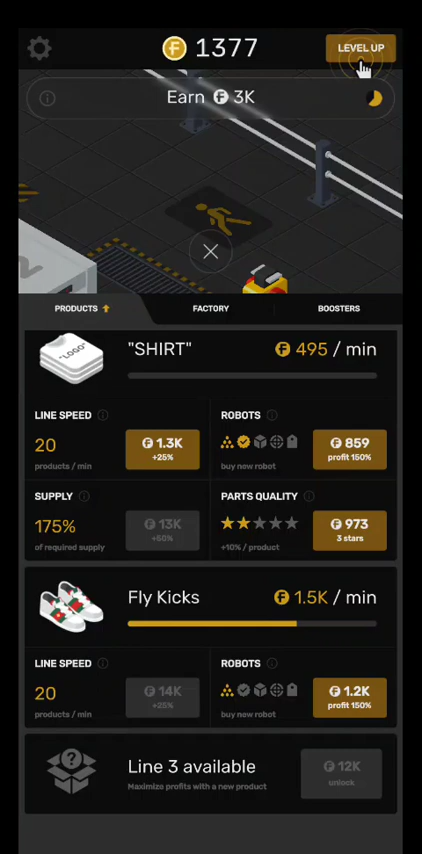 1377
LEVEL UP
Earn 3K
PRODUCTS
FACTORY
BOOSTERS
"LOGO"
"SHIRT"
495 / min
LINE SPEED
20
products / min
1.3K
+25%
ROBOTS
buy new robot
859
profit 150%
SUPPLY
175%
of required supply
13K
+50%
PARTS QUALITY
+10% / product
973
3 stars
Fly Kicks
1.5K / min
LINE SPEED
20
products / min
14K
+25%
ROBOTS
buy new robot
1.2K
profit 150%
Line 3 available
Maximize profits with a new product
12K
unlock